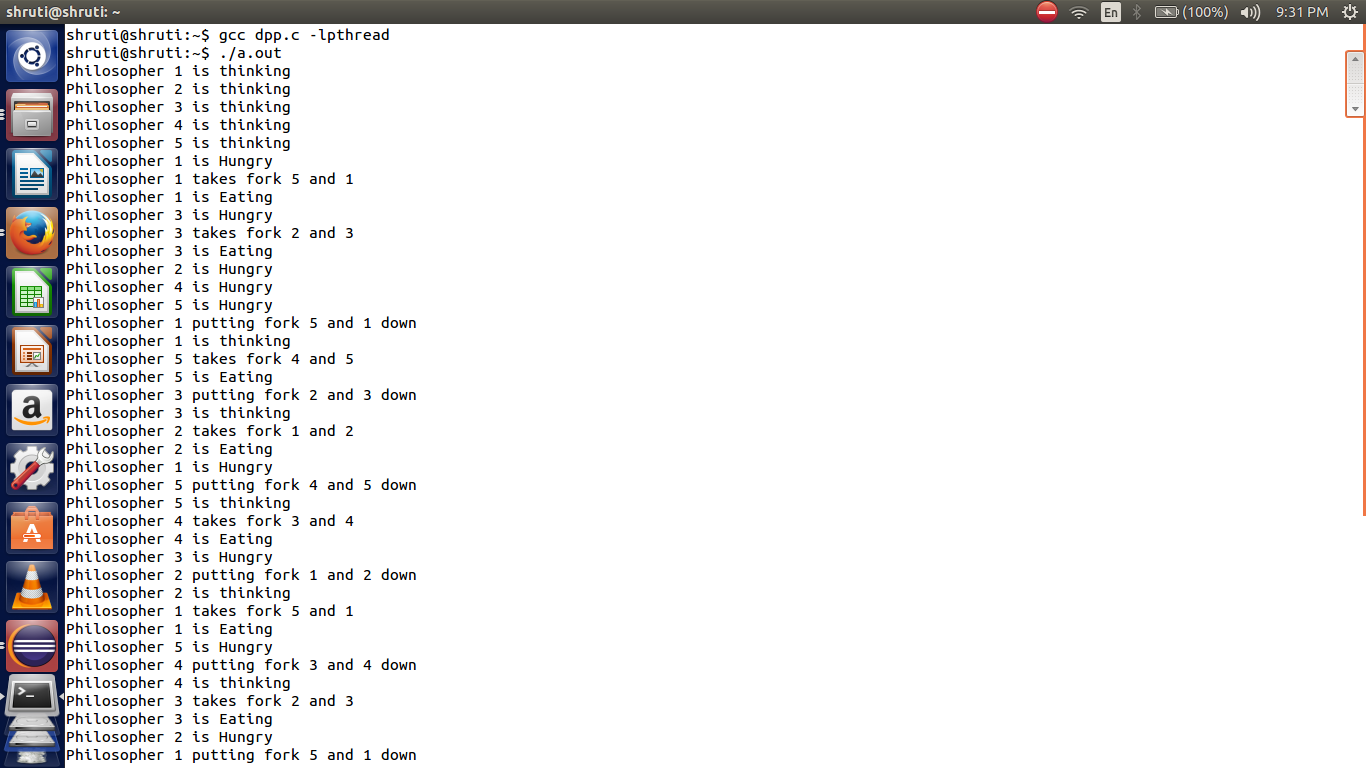 shruti@shruti: ~
En
(100%)
9:31 PM
shruti@shruti:~$ gcc dpp.c -lpthread
shruti@shruti:~$ ./a.out
Philosopher 1 is thinking
Philosopher 2 is thinking
Philosopher 3 is thinking
Philosopher 4 is thinking
Philosopher 5 is thinking
Philosopher 1 is Hungry
Philosopher 1 takes fork 5 and 1
Philosopher 1 is Eating
Philosopher 3 is Hungry
Philosopher 3 takes fork 2 and 3
Philosopher 3 is Eating
Philosopher 2 is Hungry
Philosopher 4 is Hungry
Philosopher 5 is Hungry
Philosopher 1 putting fork 5 and 1 down
Philosopher 1 is thinking
Philosopher 5 takes fork 4 and 5
Philosopher 5 is Eating
Philosopher 3 putting fork 2 and 3 down
Philosopher 3 is thinking
Philosopher 2 takes fork 1 and 2
Philosopher 2 is Eating
Philosopher 1 is Hungry
Philosopher 5 putting fork 4 and 5 down
Philosopher 5 is thinking
Philosopher 4 takes fork 3 and 4
Philosopher 4 is Eating
Philosopher 3 is Hungry
Philosopher 2 putting fork 1 and 2 down
Philosopher 2 is thinking
Philosopher 1 takes fork 5 and 1
Philosopher 1 is Eating
Philosopher 5 is Hungry
Philosopher 4 putting fork 3 and 4 down
Philosopher 4 is thinking
Philosopher 3 takes fork 2 and 3
Philosopher 3 is Eating
Philosopher 2 is Hungry
Philosopher 1 putting fork 5 and 1 down